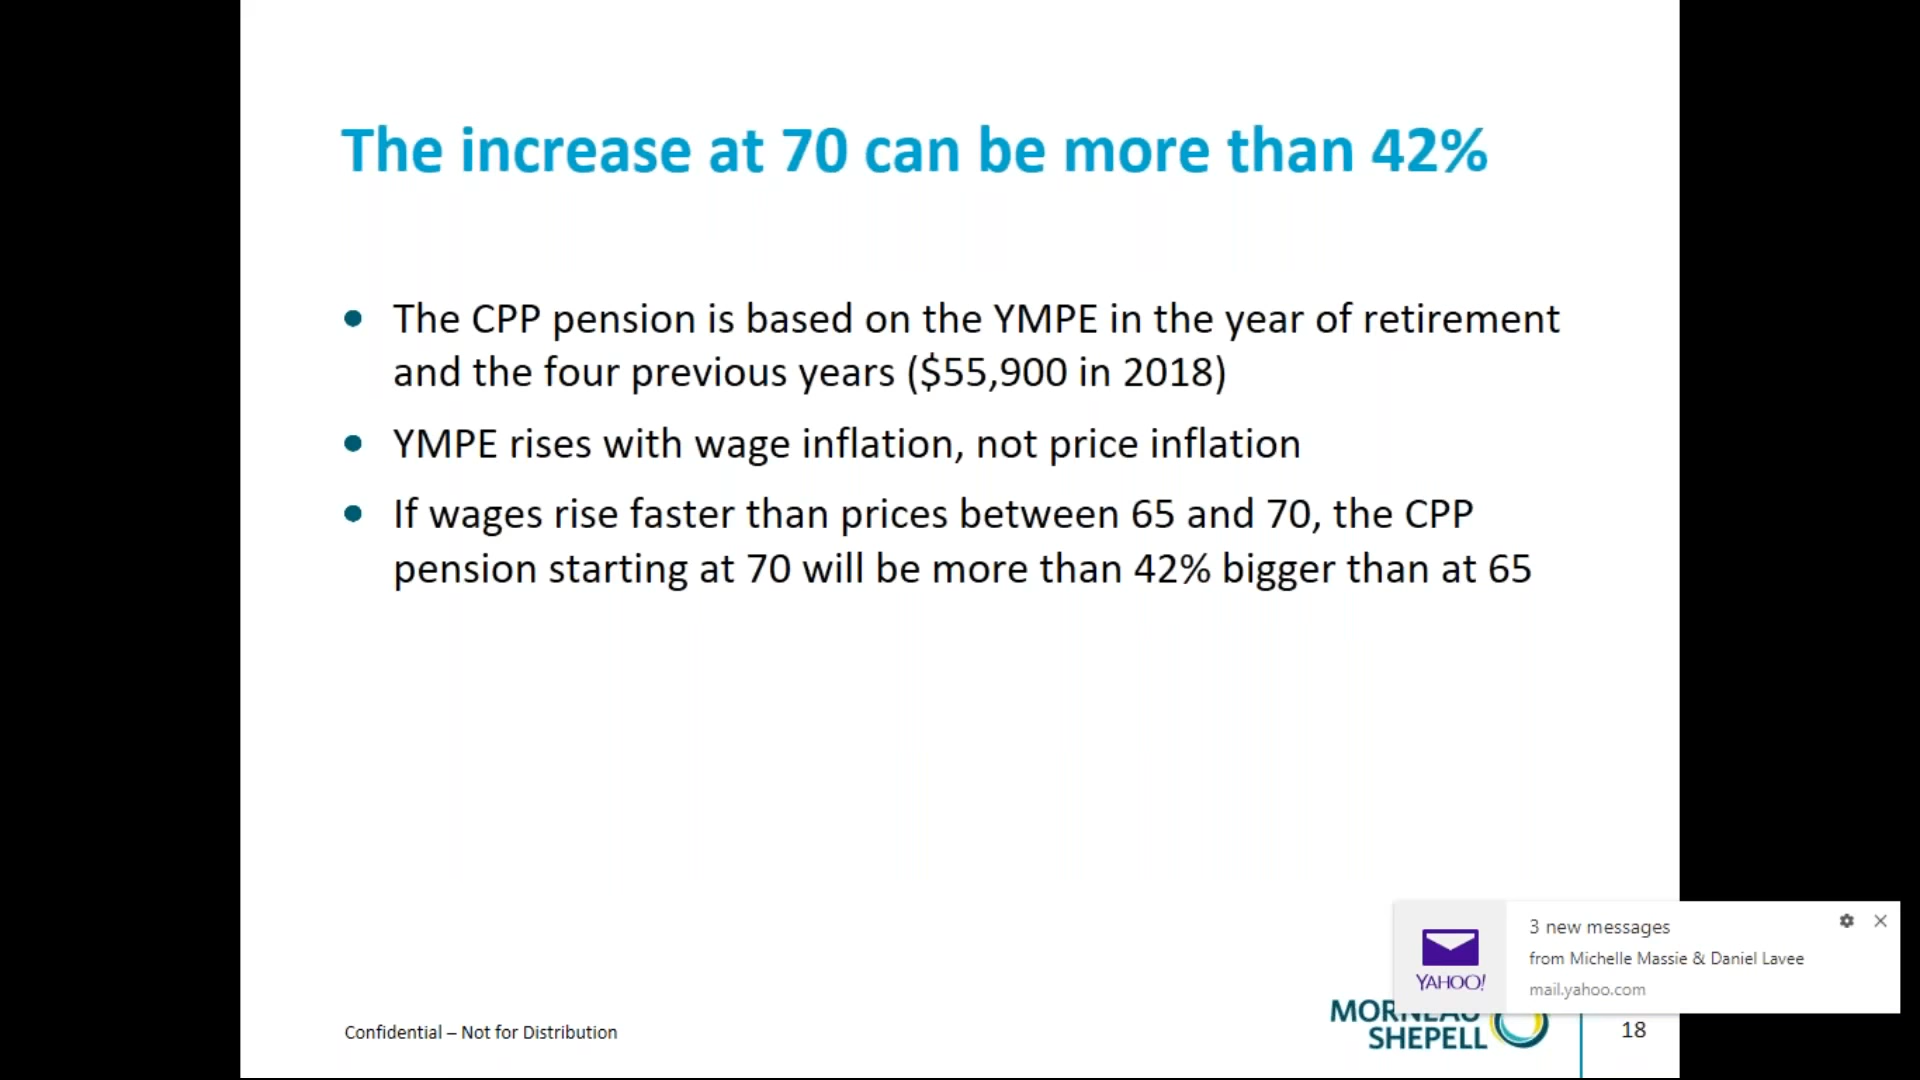 The increase at 70 can be more than 42%
The CPP pension is based on the YMPE in the year of retirement
and the four previous years ($55,900 in 2018)
YMPE rises with wage inflation, not price inflation
If wages rise faster than prices between 65 and 70, the CPP
pension starting at 70 will be more than 42% bigger than at 65
3 new messages
from Michelle Massie & Daniel Lavee
mail.yahoo.com
YAHOO!
Confidential – Not for Distribution
MORNEAU
SHEPELL
18